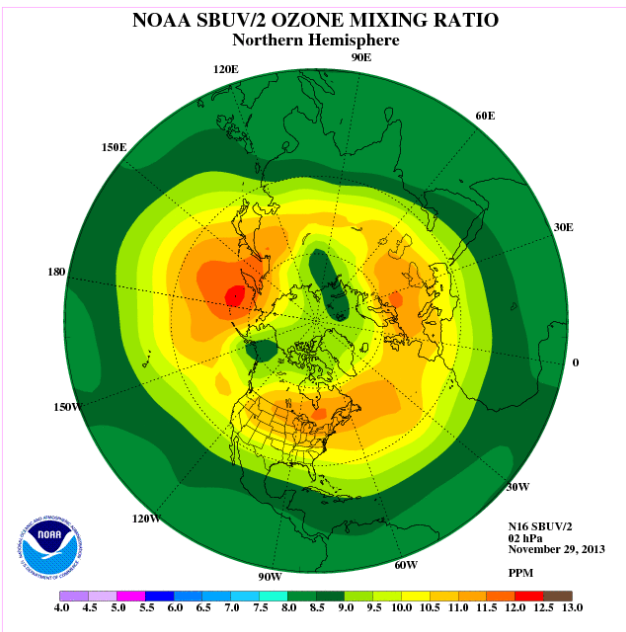 NOAA SBUV/2 OZONE MIXING RATIO
Northern Hemisphere
90E
120E
60E
150E
30E
180
0
150W
30W
120W
60W
90W
N16 SBUV/2
02 hPa
November 29, 2013
PPM
NOAA
4.0 4.5 5.0 5.5 6.0 6.5 7.0 7.5 8.0 8.5 9.0 9.5 10.0 10.5 11.0 11.5 12.0 12.5 13.0